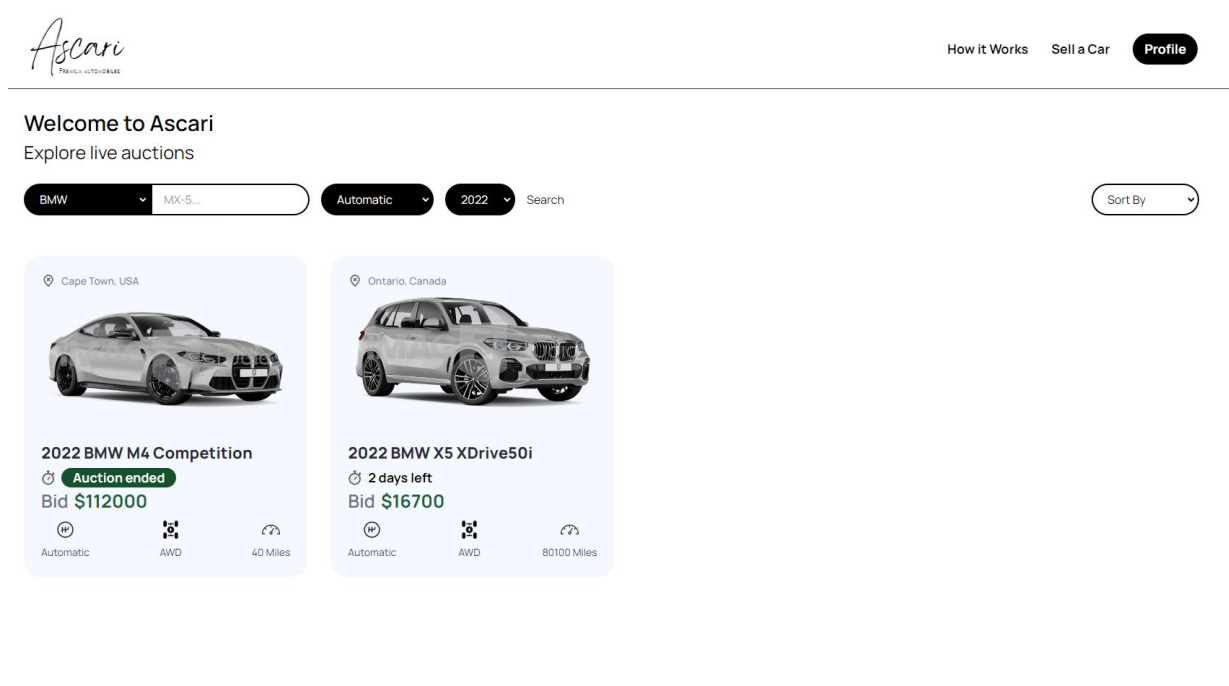 Ascari
PREMIUM AUTOMOBILES
How it Works Sell a Car Profile
Welcome to Ascari
Explore live auctions
BMW MX-5... Automatic 2022 Search Sort By
Cape Town, USA
2022 BMW M4 Competition
Auction ended
Bid $112000
Automatic AWD 40 Miles
Ontario, Canada
2022 BMW X5 XDrive50i
2 days left
Bid $16700
Automatic AWD 80100 Miles